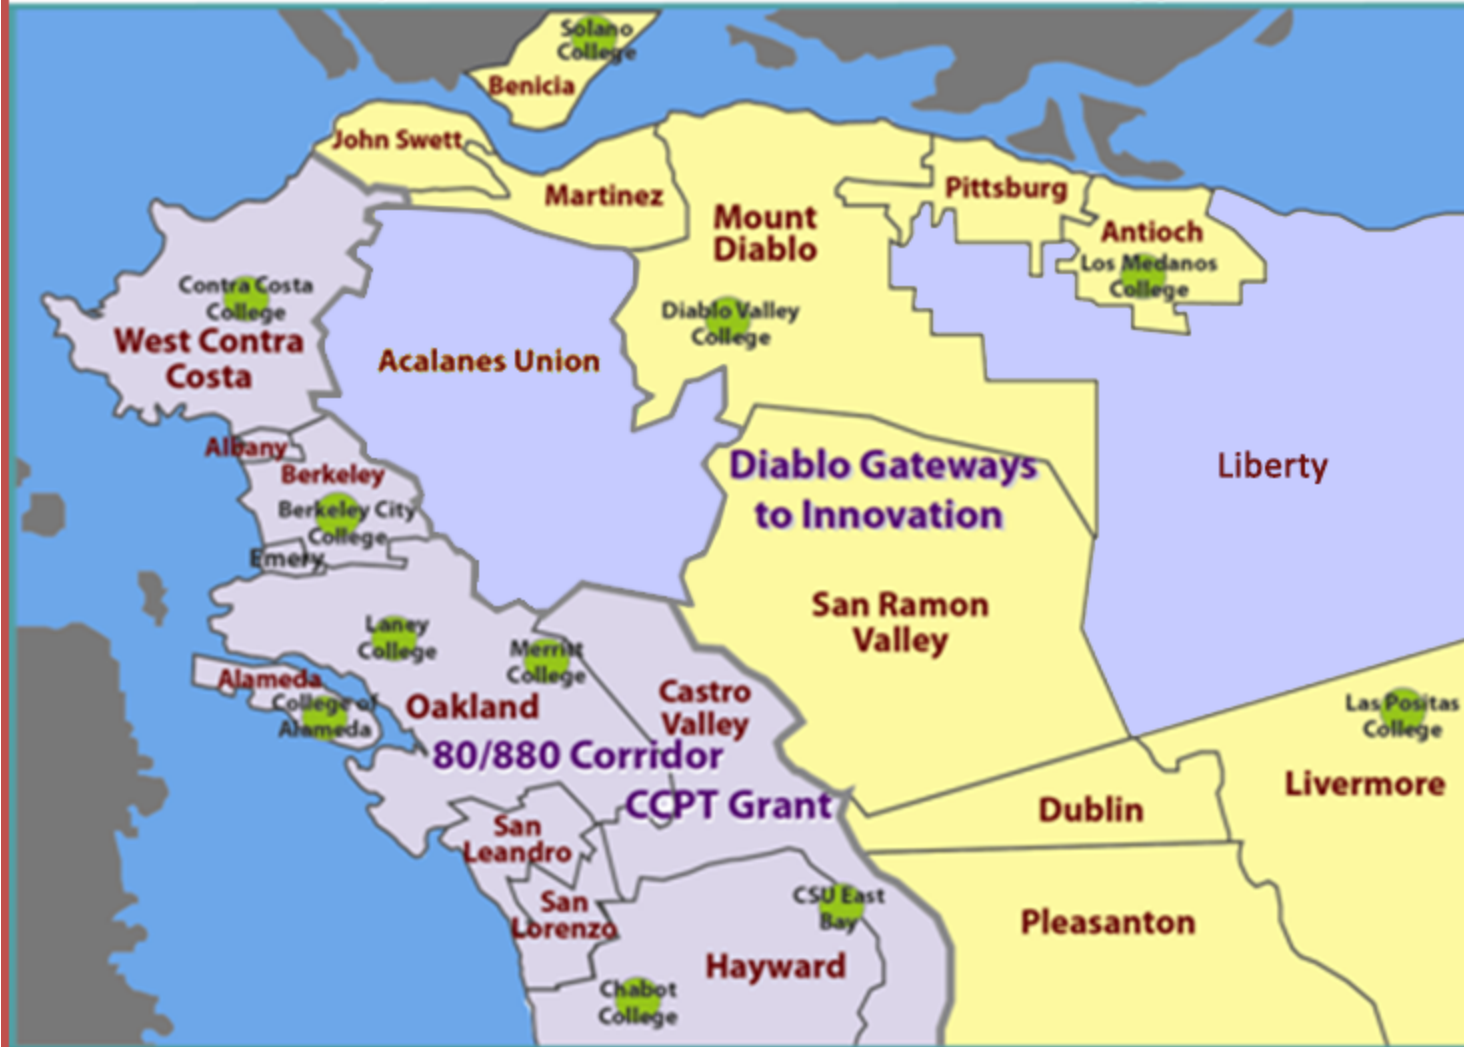 Solano
College
Benicia
John Swett
Martinez
Mount
Diablo
Pittsburg
Antioch
Los Medanos
College
Contra Costa
College
West Contra
Costa
Diablo Valley
College
Acalanes Union
Albany
Berkeley
Berkeley City
College
Emery
Diablo Gateways
to Innovation
Liberty
San Ramon
Valley
Laney
College
Merritt
College
Alameda
College of
Alameda
Oakland
Castro
Valley
80/880 Corridor
CCPT Grant
Las Positas
College
Livermore
Dublin
San
Leandro
San
Lorenzo
CSU East
Bay
Pleasanton
Hayward
Chabot
College